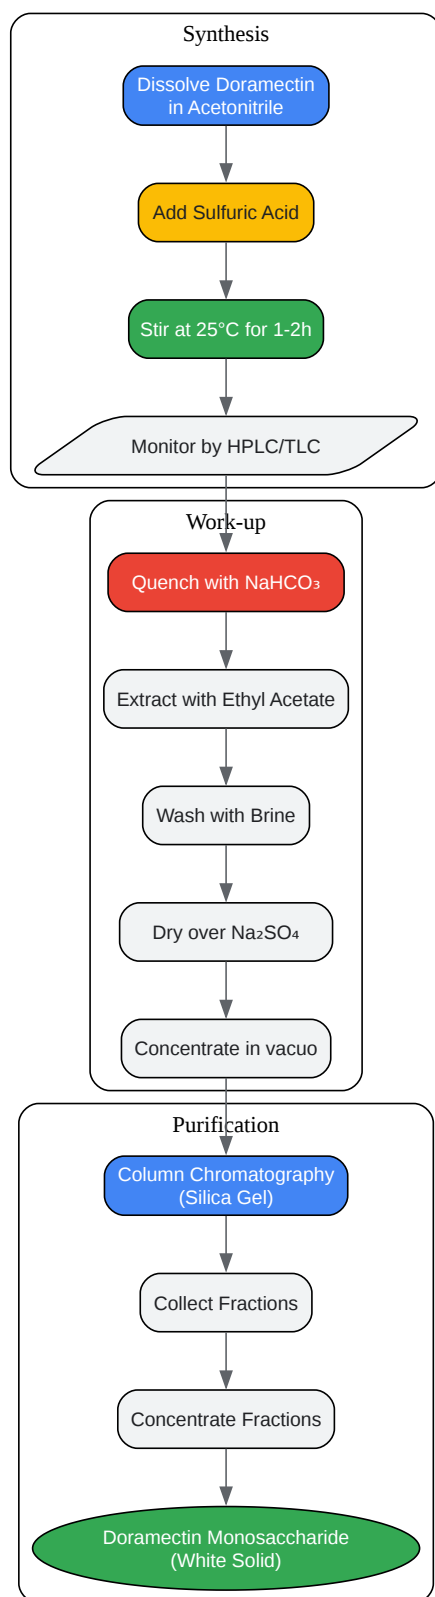 Synthesis
Dissolve Doramectin
in Acetonitrile
Add Sulfuric Acid
Stir at 25°C for 1-2h
Monitor by HPLC/TLC
Work-up
Quench with NaHCO₃
Extract with Ethyl Acetate
Wash with Brine
Dry over Na₂SO₄
Concentrate in vacuo
Purification
Column Chromatography
(Silica Gel)
Collect Fractions
Concentrate Fractions
Doramectin Monosaccharide
(White Solid)